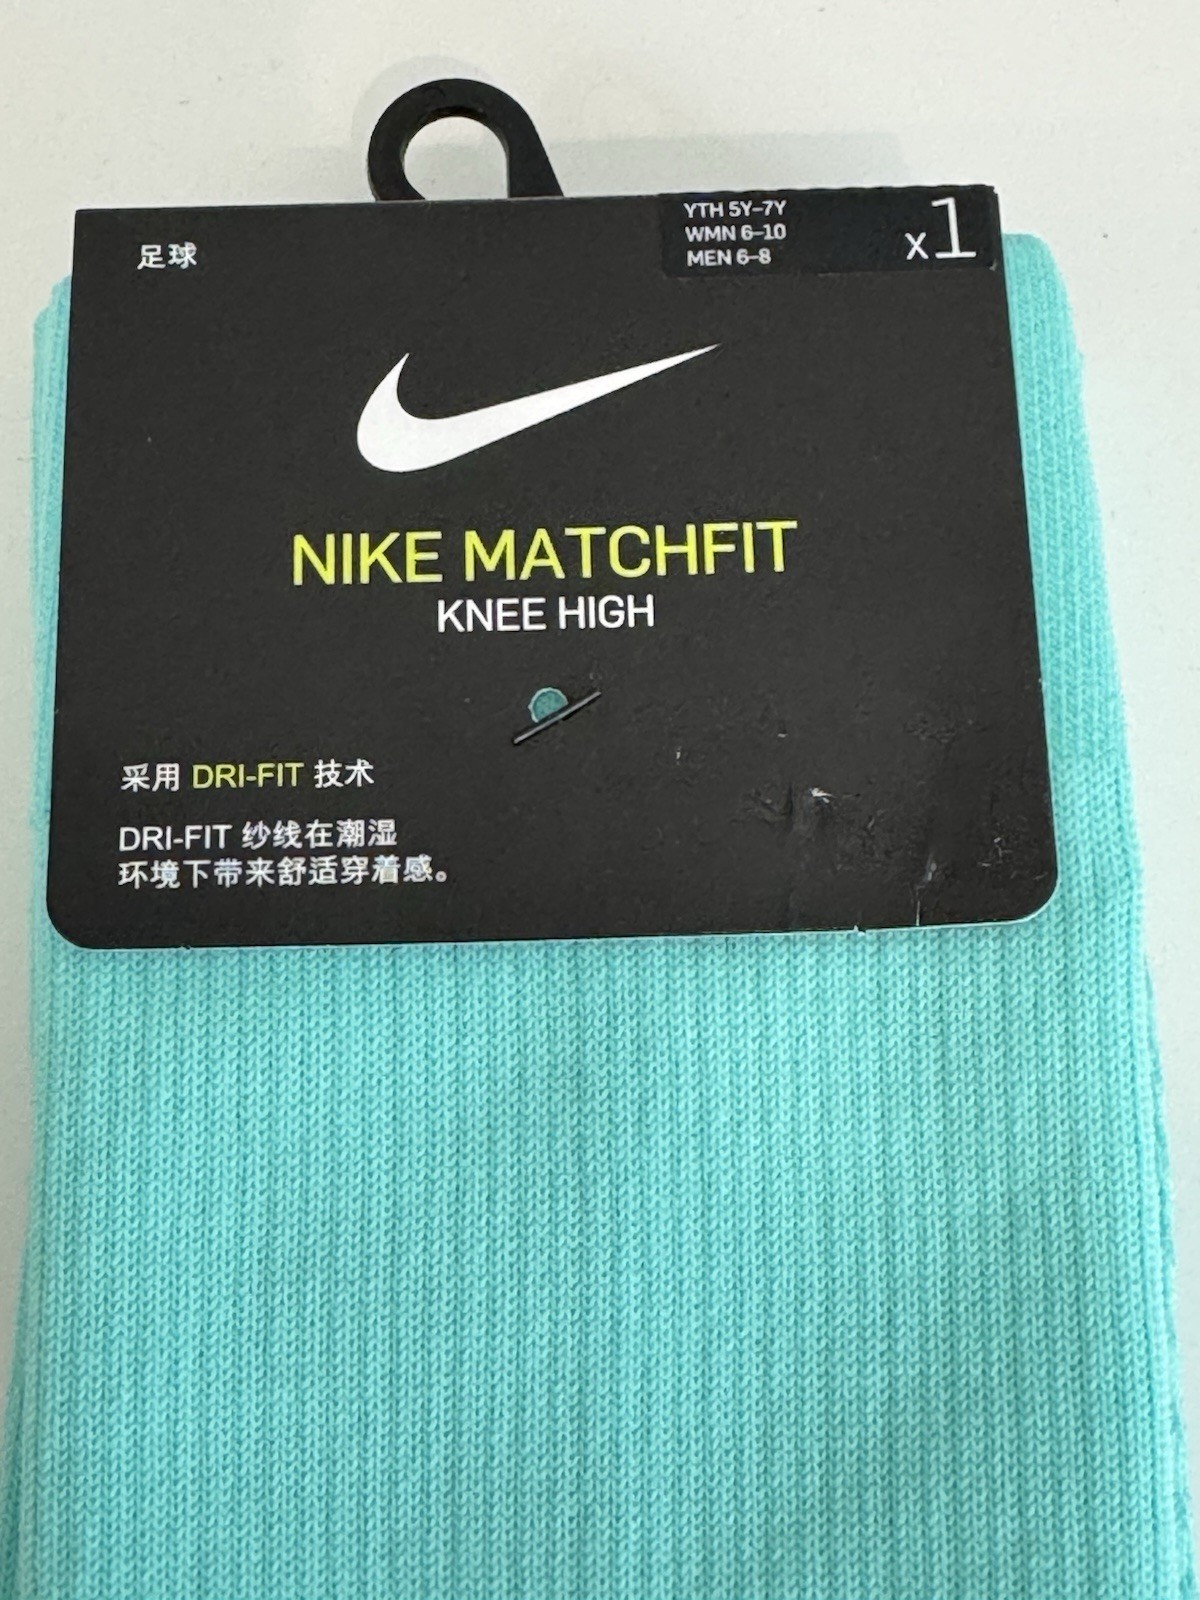 足球
YTH 5Y–7Y
WMN 6–10
MEN 6–8
x1
NIKE MATCHFIT
KNEE HIGH
采用 DRI-FIT 技术
DRI-FIT 纱线在潮湿
环境下带来舒适穿着感。